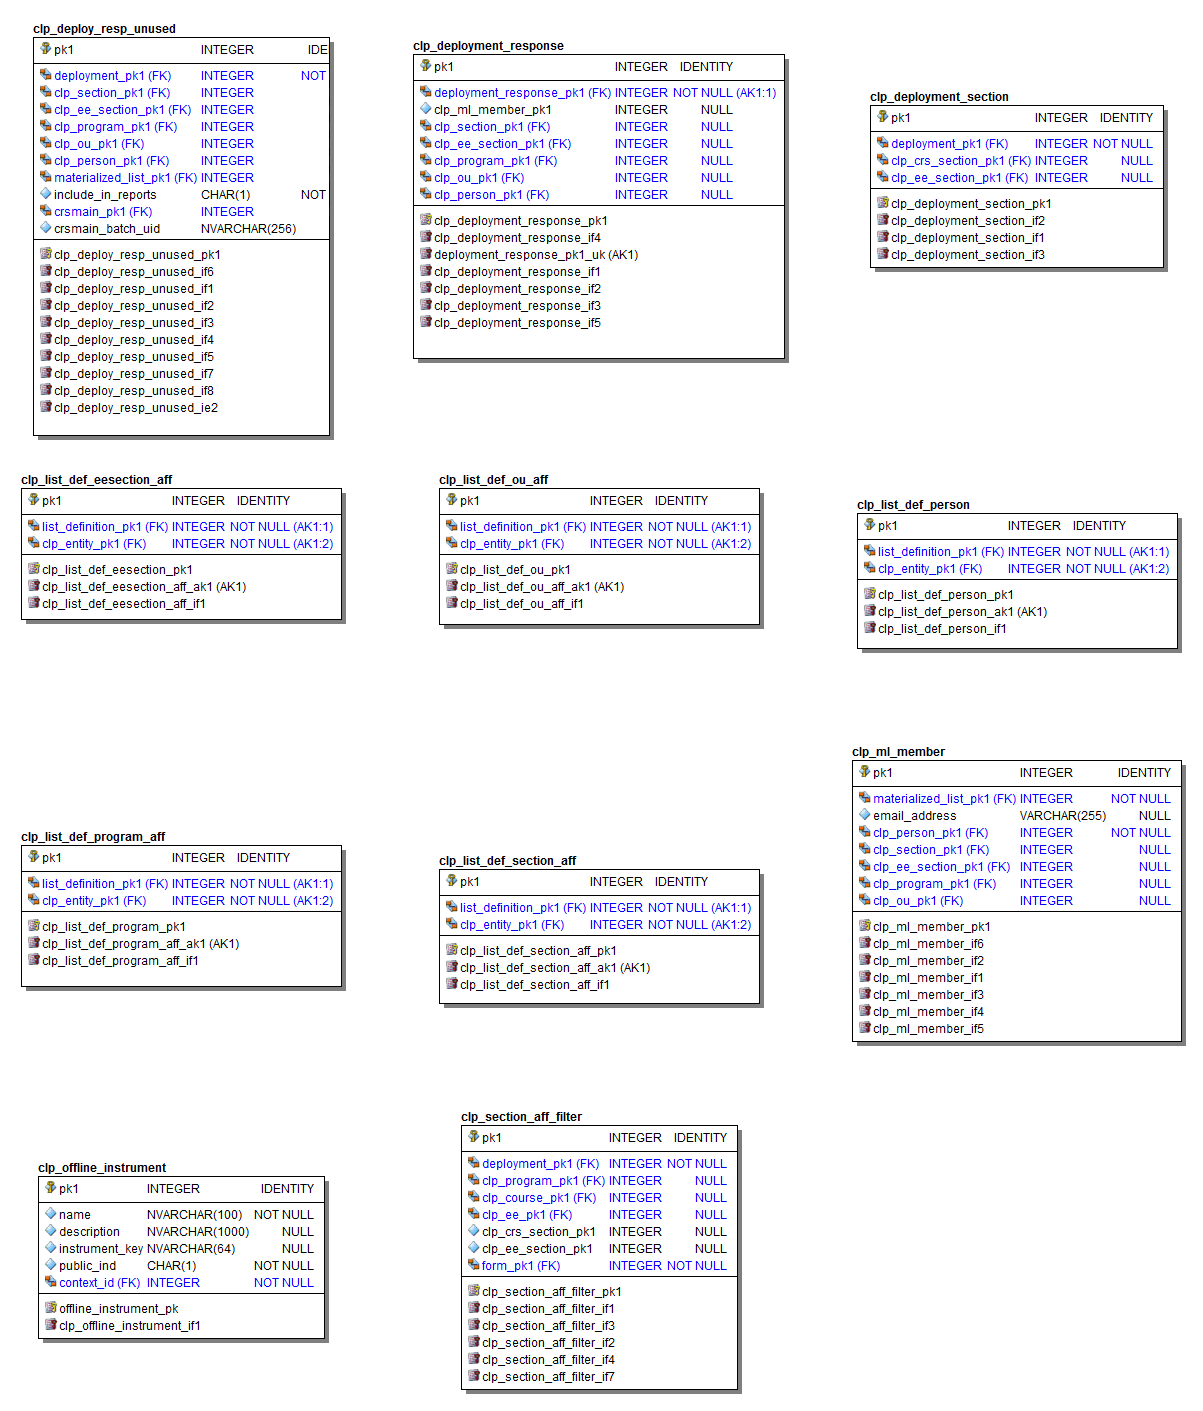 clp_deploy_resp_unused
pk1 INTEGER IDE
deployment_pk1 (FK) INTEGER NOT
clp_section_pk1 (FK) INTEGER
clp_ee_section_pk1 (FK) INTEGER
clp_program_pk1 (FK) INTEGER
clp_ou_pk1 (FK) INTEGER
clp_person_pk1 (FK) INTEGER
materialized_list_pk1 (FK) INTEGER
include_in_reports CHAR(1) NOT
crsmain_pk1 (FK) INTEGER
crsmain_batch_uid NVARCHAR(256)
clp_deploy_resp_unused_pk1
clp_deploy_resp_unused_if6
clp_deploy_resp_unused_if1
clp_deploy_resp_unused_if2
clp_deploy_resp_unused_if3
clp_deploy_resp_unused_if4
clp_deploy_resp_unused_if5
clp_deploy_resp_unused_if7
clp_deploy_resp_unused_if8
clp_deploy_resp_unused_ie2
clp_deployment_response
pk1 INTEGER IDENTITY
deployment_response_pk1 (FK) INTEGER NOT NULL (AK1:1)
clp_ml_member_pk1 INTEGER NULL
clp_section_pk1 (FK) INTEGER NULL
clp_ee_section_pk1 (FK) INTEGER NULL
clp_program_pk1 (FK) INTEGER NULL
clp_ou_pk1 (FK) INTEGER NULL
clp_person_pk1 (FK) INTEGER NULL
clp_deployment_response_pk1
clp_deployment_response_if4
deployment_response_pk1_uk (AK1)
clp_deployment_response_if1
clp_deployment_response_if2
clp_deployment_response_if3
clp_deployment_response_if5
clp_deployment_section
pk1 INTEGER IDENTITY
deployment_pk1 (FK) INTEGER NOT NULL
clp_crs_section_pk1 (FK) INTEGER NULL
clp_ee_section_pk1 (FK) INTEGER NULL
clp_deployment_section_pk1
clp_deployment_section_if2
clp_deployment_section_if1
clp_deployment_section_if3
clp_list_def_eesection_aff
pk1 INTEGER IDENTITY
list_definition_pk1 (FK) INTEGER NOT NULL (AK1:1)
clp_entity_pk1 (FK) INTEGER NOT NULL (AK1:2)
clp_list_def_eesection_pk1
clp_list_def_eesection_aff_ak1 (AK1)
clp_list_def_eesection_aff_if1
clp_list_def_ou_aff
pk1 INTEGER IDENTITY
list_definition_pk1 (FK) INTEGER NOT NULL (AK1:1)
clp_entity_pk1 (FK) INTEGER NOT NULL (AK1:2)
clp_list_def_ou_pk1
clp_list_def_ou_aff_ak1 (AK1)
clp_list_def_ou_aff_if1
clp_list_def_person
pk1 INTEGER IDENTITY
list_definition_pk1 (FK) INTEGER NOT NULL (AK1:1)
clp_entity_pk1 (FK) INTEGER NOT NULL (AK1:2)
clp_list_def_person_pk1
clp_list_def_person_ak1 (AK1)
clp_list_def_person_if1
clp_list_def_program_aff
pk1 INTEGER IDENTITY
list_definition_pk1 (FK) INTEGER NOT NULL (AK1:1)
clp_entity_pk1 (FK) INTEGER NOT NULL (AK1:2)
clp_list_def_program_pk1
clp_list_def_program_aff_ak1 (AK1)
clp_list_def_program_aff_if1
clp_list_def_section_aff
pk1 INTEGER IDENTITY
list_definition_pk1 (FK) INTEGER NOT NULL (AK1:1)
clp_entity_pk1 (FK) INTEGER NOT NULL (AK1:2)
clp_list_def_section_aff_pk1
clp_list_def_section_aff_ak1 (AK1)
clp_list_def_section_aff_if1
clp_ml_member
pk1 INTEGER IDENTITY
materialized_list_pk1 (FK) INTEGER NOT NULL
email_address VARCHAR(255) NULL
clp_person_pk1 (FK) INTEGER NOT NULL
clp_section_pk1 (FK) INTEGER NULL
clp_ee_section_pk1 (FK) INTEGER NULL
clp_program_pk1 (FK) INTEGER NULL
clp_ou_pk1 (FK) INTEGER NULL
clp_ml_member_pk1
clp_ml_member_if6
clp_ml_member_if2
clp_ml_member_if1
clp_ml_member_if3
clp_ml_member_if4
clp_ml_member_if5
clp_offline_instrument
pk1 INTEGER IDENTITY
name NVARCHAR(100) NOT NULL
description NVARCHAR(1000) NULL
instrument_key NVARCHAR(64) NULL
public_ind CHAR(1) NOT NULL
context_id (FK) INTEGER NOT NULL
offline_instrument_pk
clp_offline_instrument_if1
clp_section_aff_filter
pk1 INTEGER IDENTITY
deployment_pk1 (FK) INTEGER NOT NULL
clp_program_pk1 (FK) INTEGER NULL
clp_course_pk1 (FK) INTEGER NULL
clp_ee_pk1 (FK) INTEGER NULL
clp_crs_section_pk1 INTEGER NULL
clp_ee_section_pk1 INTEGER NULL
form_pk1 (FK) INTEGER NOT NULL
clp_section_aff_filter_pk1
clp_section_aff_filter_if1
clp_section_aff_filter_if3
clp_section_aff_filter_if2
clp_section_aff_filter_if4
clp_section_aff_filter_if7